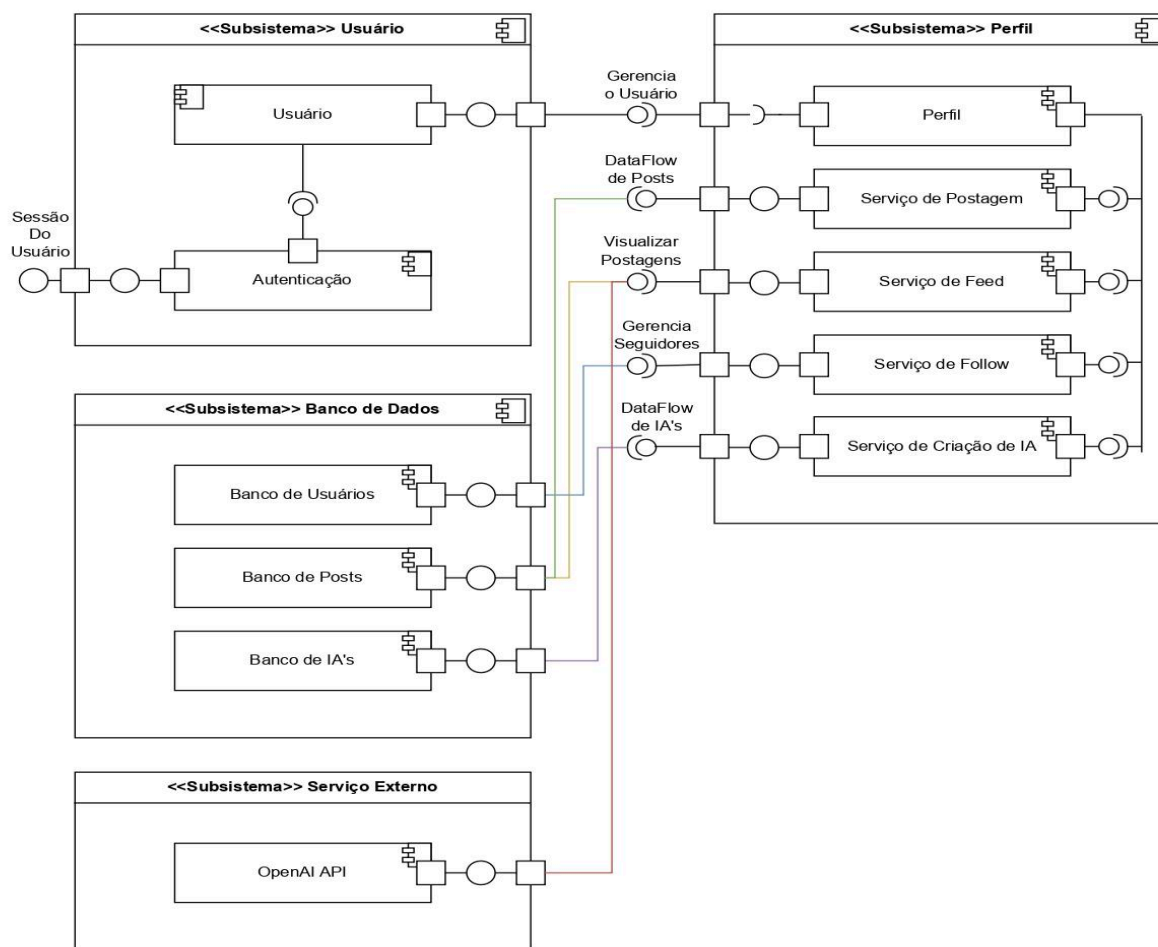 <<Subsistema>> Usuário
Usuário
Autenticação
Sessão
Do
Usuário
<<Subsistema>> Banco de Dados
Banco de Usuários
Banco de Posts
Banco de IA's
<<Subsistema>> Serviço Externo
OpenAI API
Gerencia
o Usuário
DataFlow
de Posts
Visualizar
Postagens
Gerencia
Seguidores
DataFlow
de IA's
<<Subsistema>> Perfil
Perfil
Serviço de Postagem
Serviço de Feed
Serviço de Follow
Serviço de Criação de IA